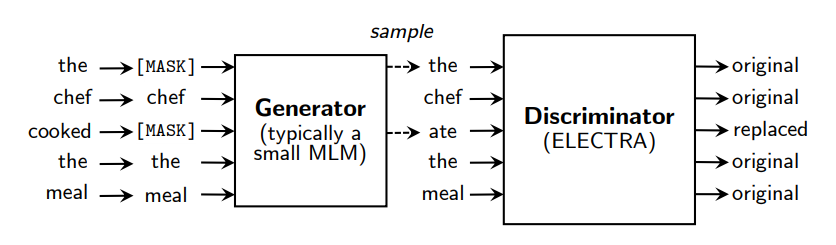 sample
the [MASK] the original
chef chef chef original
cooked [MASK] ate replaced
the the the original
meal meal meal original
Generator
(typically a
small MLM)
Discriminator
(ELECTRA)